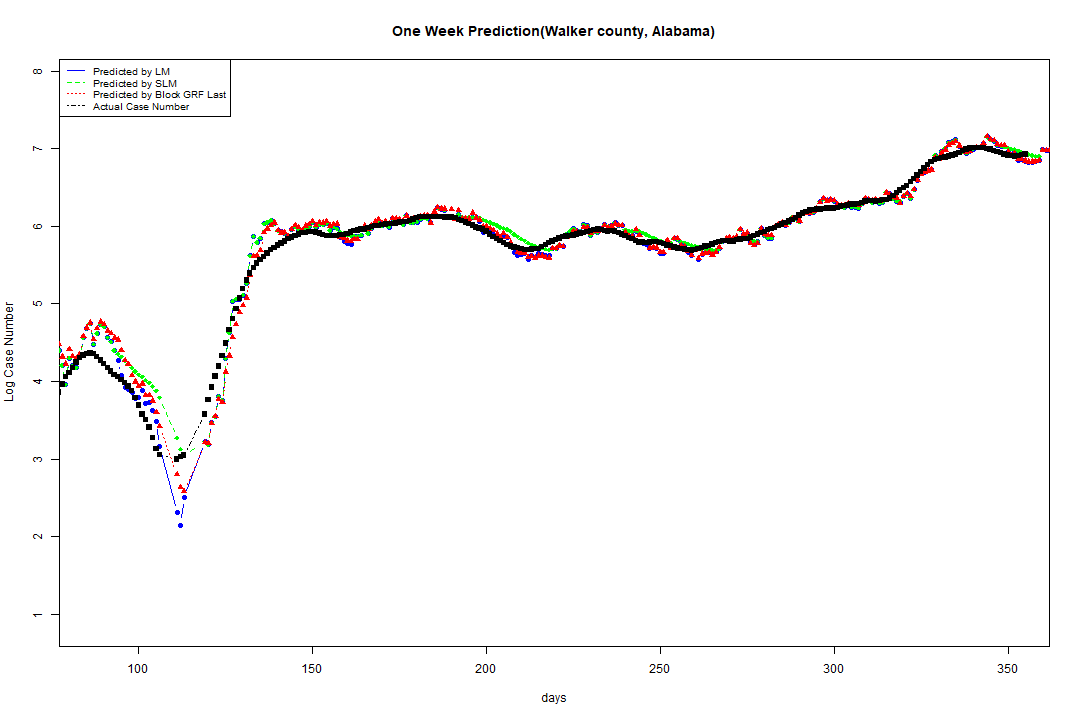 One Week Prediction(Walker county, Alabama)
Predicted by LM
Predicted by SLM
Predicted by Block GRF Last
Actual Case Number
8
7
6
5
4
3
2
1
Log Case Number
100 150 200 250 300 350
days